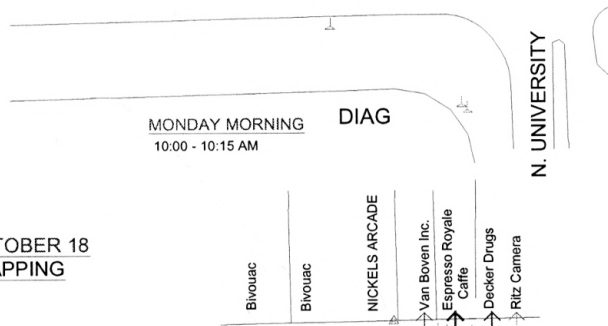 N. UNIVERSITY
MONDAY MORNING
DIAG
10:00 - 10:15 AM
TOBER 18
APPING
Bivouac
Bivouac
NICKELS ARCADE
Van Boven Inc.
Espresso Royale
Caffe
Decker Drugs
Ritz Camera